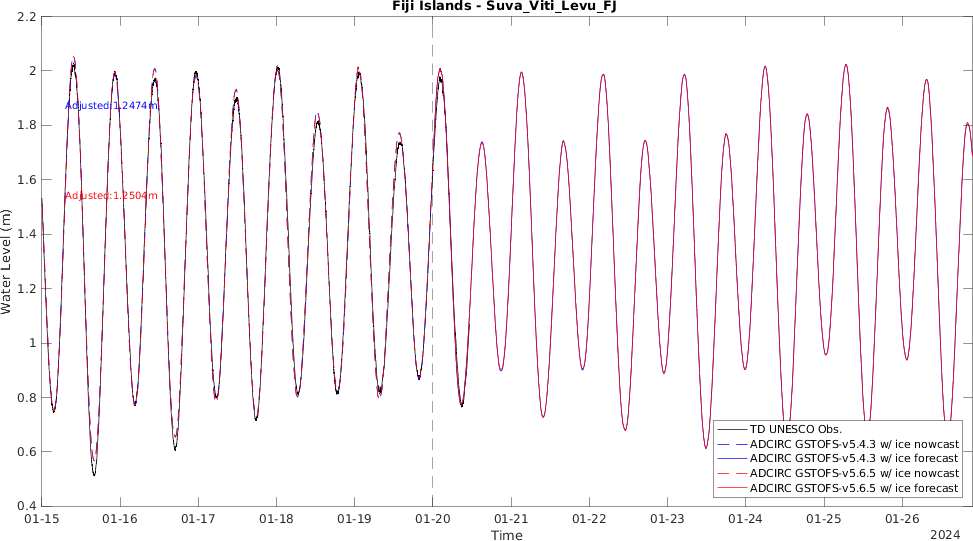 Fiji Islands - Suva_Viti_Levu_FJ
2.2
2
1.8
1.6
1.4
1.2
1
0.8
0.6
0.4
Water Level (m)
Adjusted:1.2474m
Adjusted:1.2504m
TD UNESCO Obs.
ADCIRC GSTOFS-v5.4.3 w/ ice nowcast
ADCIRC GSTOFS-v5.4.3 w/ ice forecast
ADCIRC GSTOFS-v5.6.5 w/ ice nowcast
ADCIRC GSTOFS-v5.6.5 w/ ice forecast
01-15 01-16 01-17 01-18 01-19 01-20 01-21 01-22 01-23 01-24 01-25 01-26
Time
2024